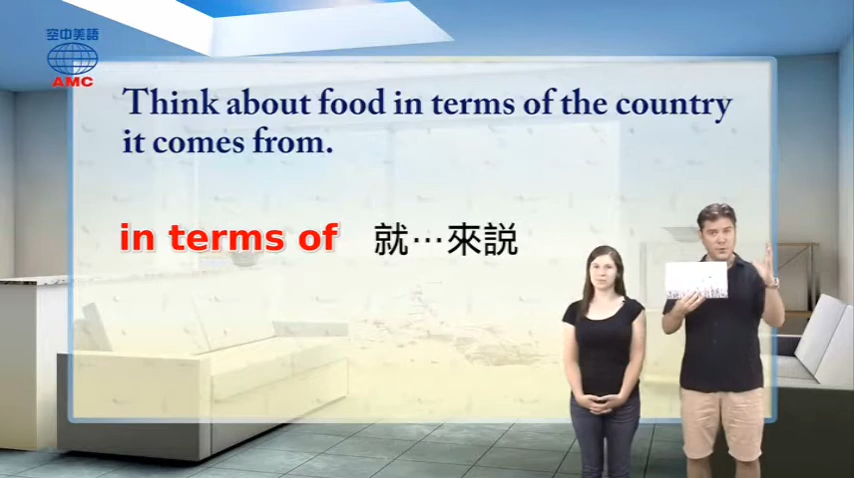 空中美語
AMC
Think about food in terms of the country
it comes from.
in terms of 就…來説